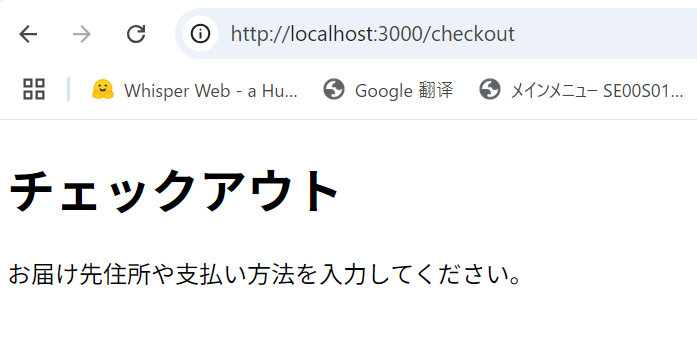 http://localhost:3000/checkout
Whisper Web - a Hu... Google 翻译 メインメニュー SE00S01...
チェックアウト
お届け先住所や支払い方法を入力してください。